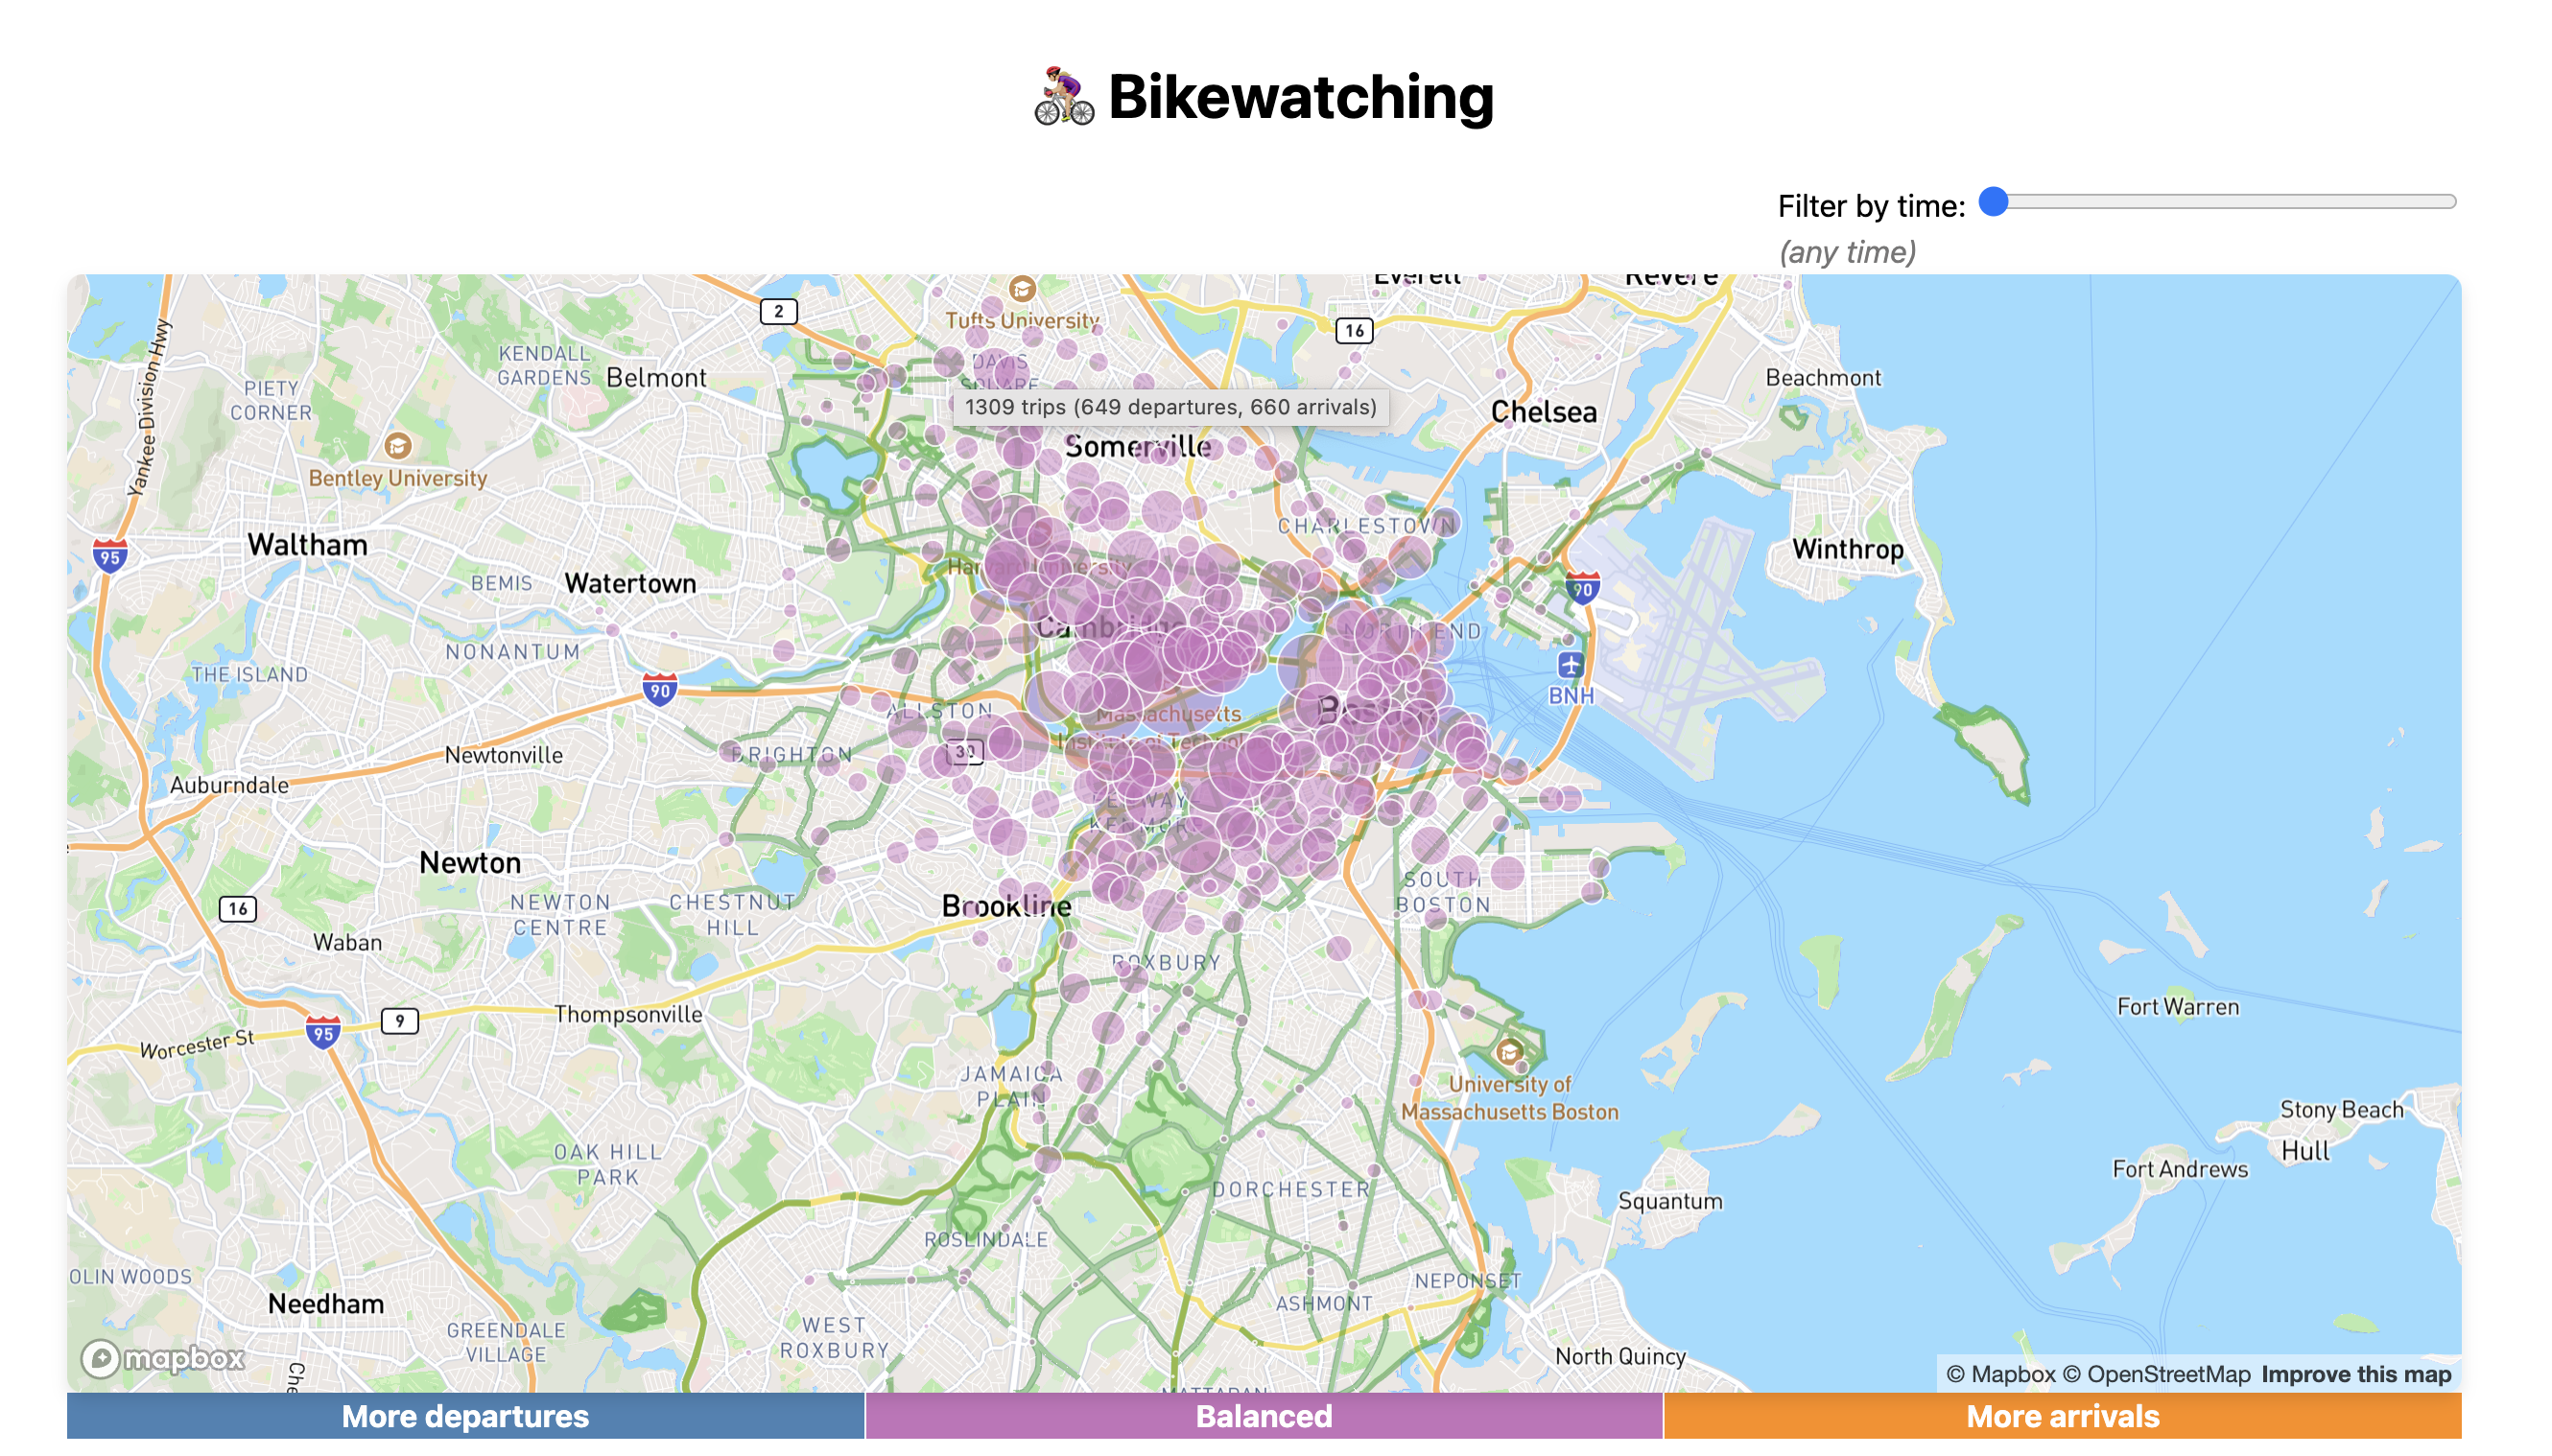 Bikewatching
Filter by time:
(any time)
Everett
Revere
2
Tufts University
16
KENDALL
GARDENS
Belmont
DAVIS
SQUARE
Beachmont
PIETY
CORNER
Yankee Division Hwy
1309 trips (649 departures, 660 arrivals)
Chelsea
Somerville
Bentley University
CHARLESTOWN
Waltham
95
Winthrop
Harvard University
BEMIS
Watertown
90
Cambridge
NORTH END
NONANTUM
THE ISLAND
90
BNH
ALLSTON
Massachusetts
Boston
Institute of Technol
BRIGHTON
Newtonville
Auburndale
FENWAY
KENMORE
Newton
SOUTH
BOSTON
16
NEWTON
CENTRE
CHESTNUT
HILL
Brookline
Waban
ROXBURY
Fort Warren
9
Thompsonville
95
Worcester St
JAMAICA
PLAIN
University of
Massachusetts Boston
Stony Beach
Hull
OAK HILL
PARK
Fort Andrews
DORCHESTER
Squantum
ROSLINDALE
OLIN WOODS
NEPONSET
Needham
ASHMONT
GREENDALE
VILLAGE
WEST
ROXBURY
North Quincy
mapbox
Che
© Mapbox © OpenStreetMap Improve this map
MATTAPAN
More departures
Balanced
More arrivals